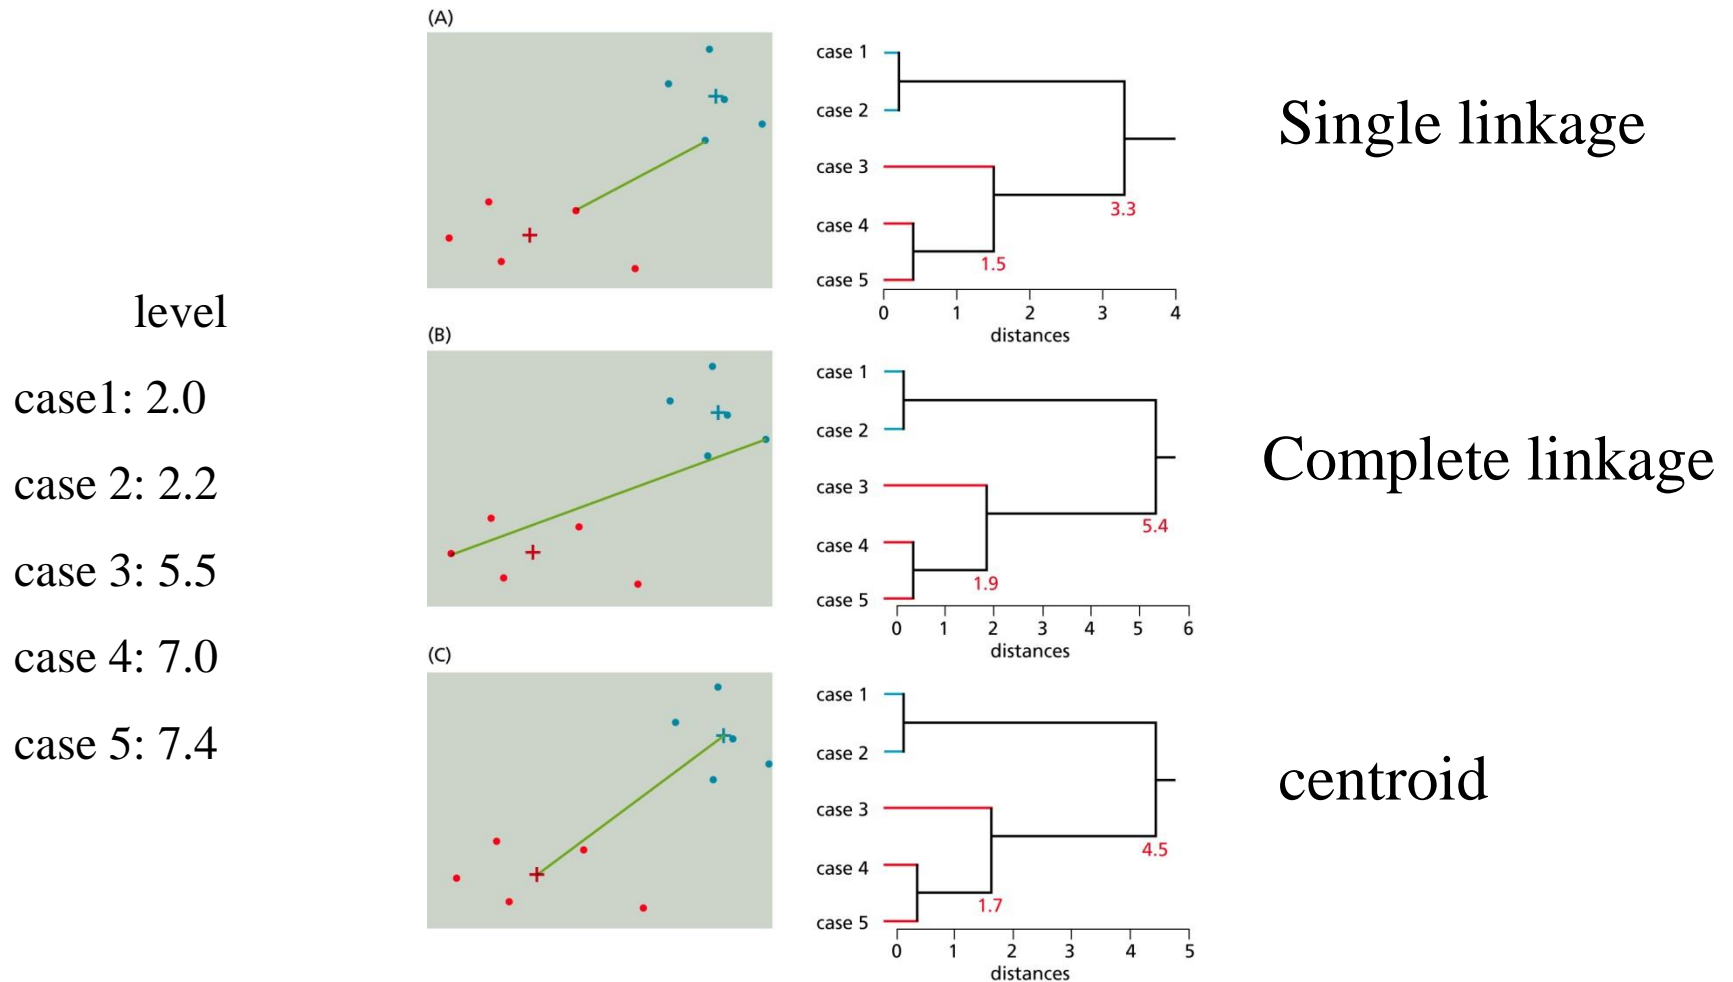 level
case1: 2.0
case 2: 2.2
case 3: 5.5
case 4: 7.0
case 5: 7.4
(A)
case 1
case 2
case 3
case 4
case 5
3.3
1.5
0 1 2 3 4
distances
Single linkage
(B)
case 1
case 2
case 3
case 4
case 5
5.4
1.9
0 1 2 3 4 5 6
distances
Complete linkage
(C)
case 1
case 2
case 3
case 4
case 5
4.5
1.7
0 1 2 3 4 5
distances
centroid